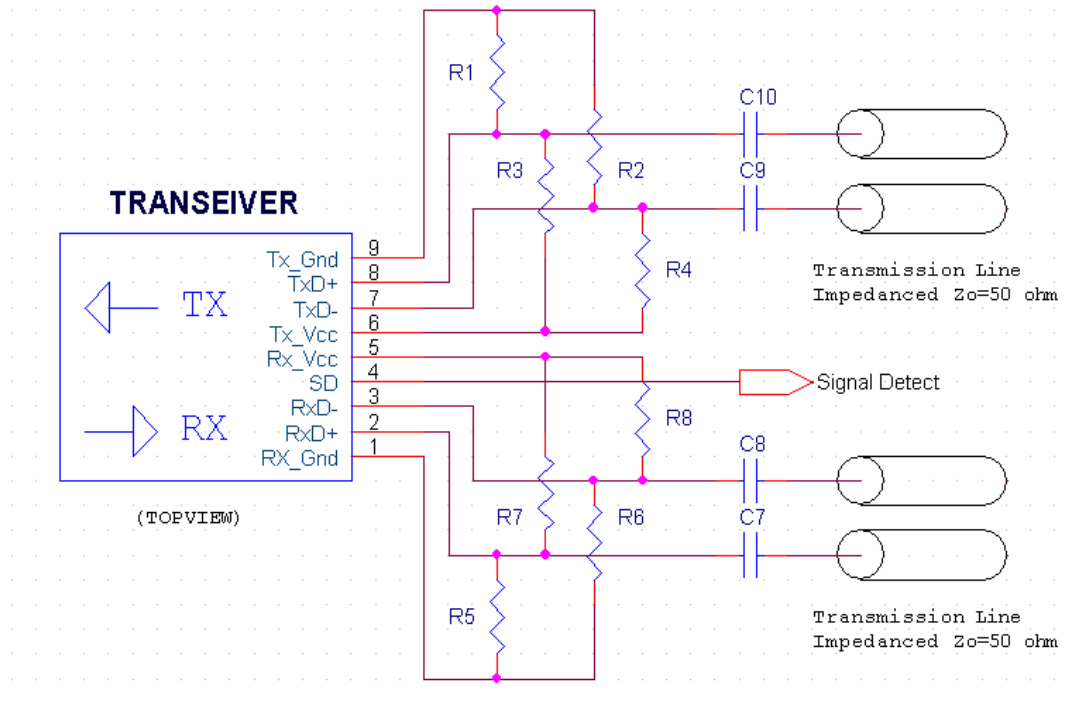 R1
C10
R3
R2
C9
TRANSEIVER
R4
Transmission Line
Impedanced Zo=50 ohm
TX
Tx_Gnd 9
TxD+ 8
TxD- 7
Tx_Vcc 6
Rx_Vcc 5
SD 4
RxD- 3
RxD+ 2
RX_Gnd 1
RX
Signal Detect
R8
C8
(TOPVIEW)
R7
R6
C7
R5
Transmission Line
Impedanced Zo=50 ohm